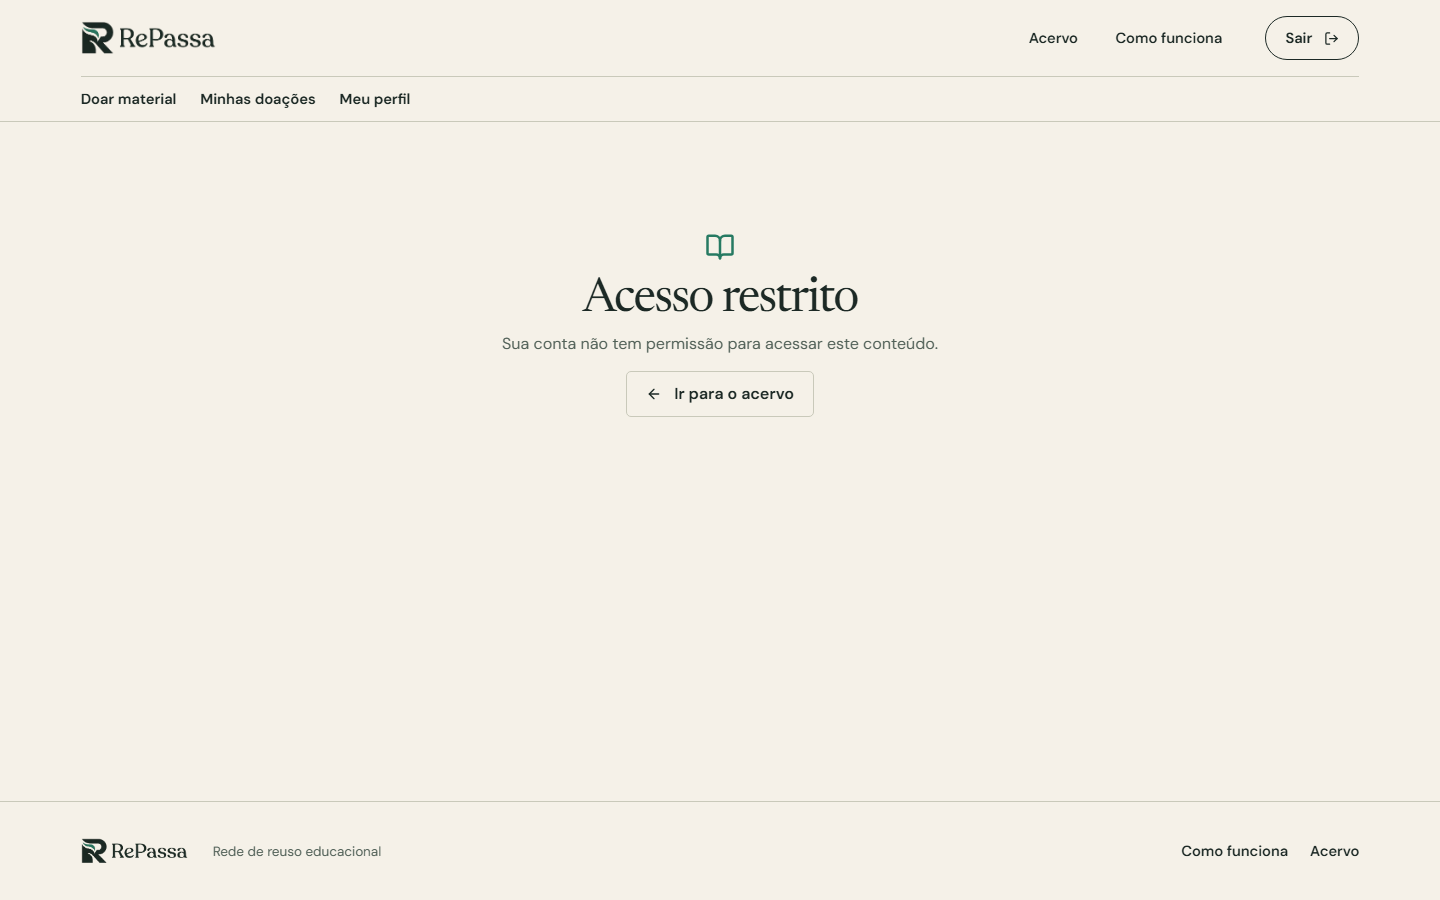 RePassa
Acervo
Como funciona
Sair
Doar material
Minhas doações
Meu perfil
Acesso restrito
Sua conta não tem permissão para acessar este conteúdo.
Ir para o acervo
RePassa
Rede de reuso educacional
Como funciona
Acervo